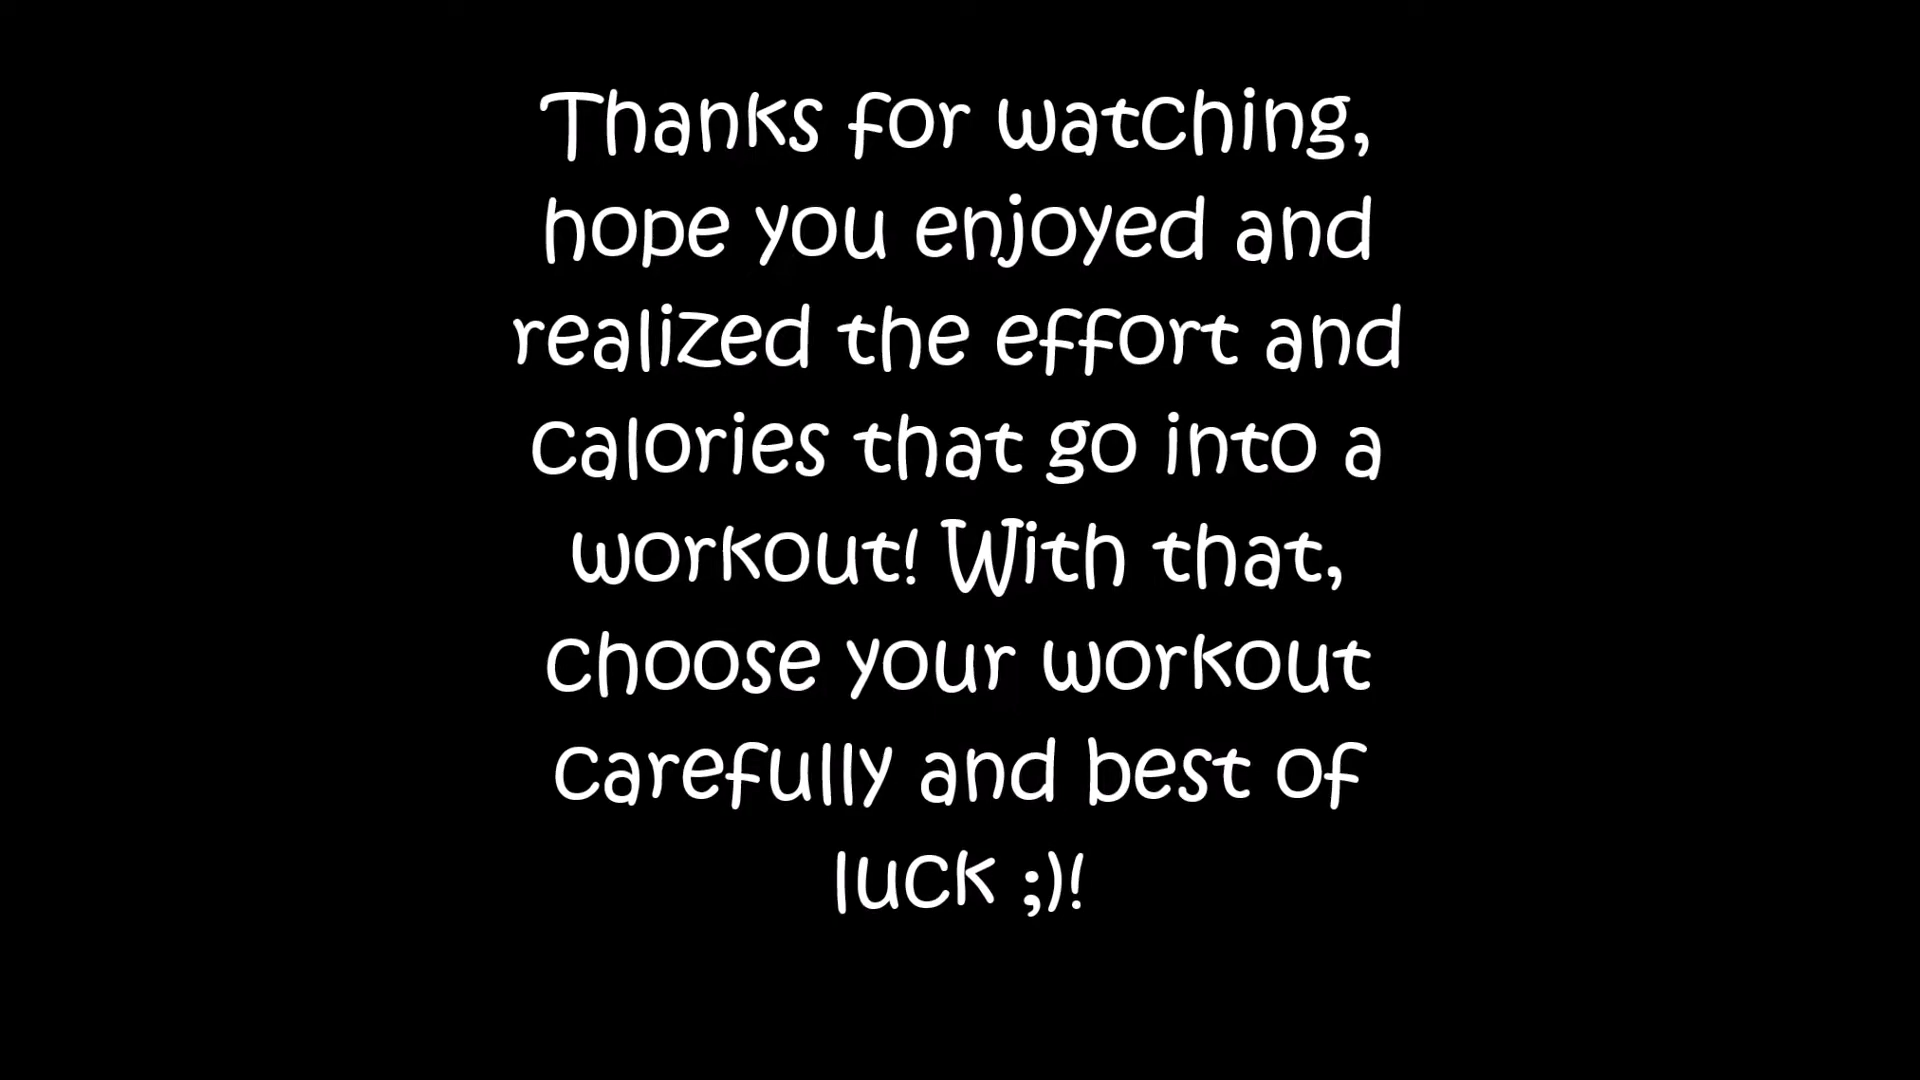 Thanks for watching,
hope you enjoyed and
realized the effort and
calories that go into a
workout! With that,
choose your workout
carefully and best of
luck ;)!